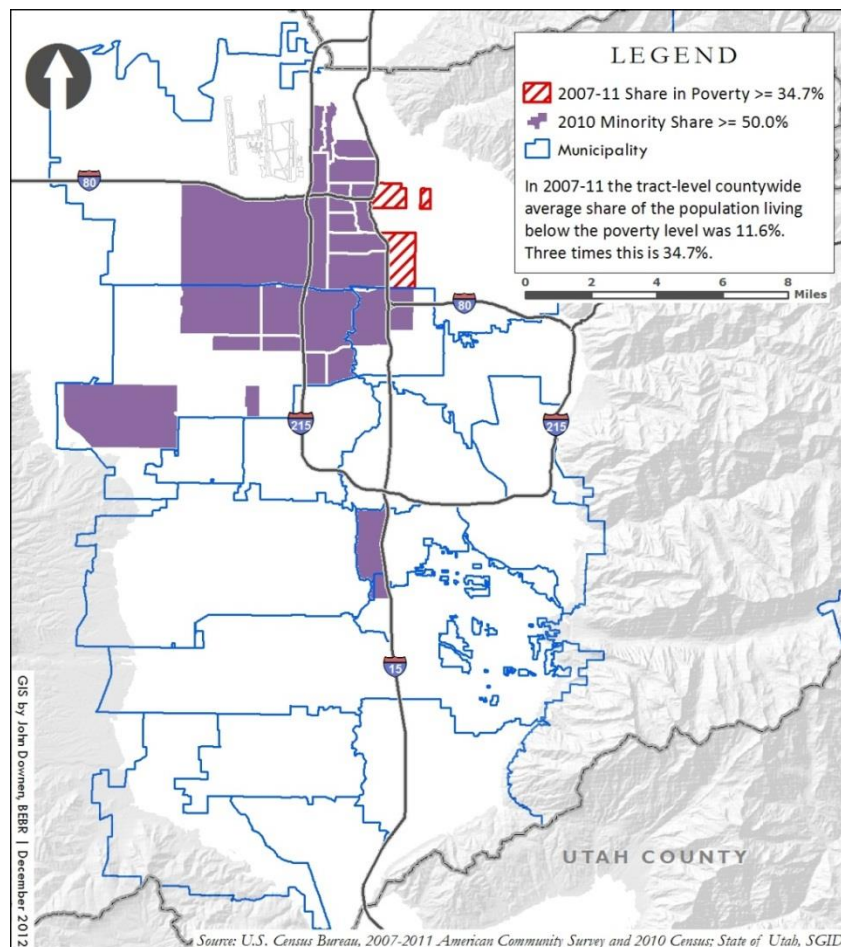 LEGEND
2007-11 Share in Poverty >= 34.7%
2010 Minority Share >= 50.0%
Municipality
In 2007-11 the tract-level countywide
average share of the population living
below the poverty level was 11.6%.
Three times this is 34.7%.
0 2 4 6 8
Miles
80
80
215
215
15
UTAH COUNTY
GIS by John Downen, BEBR | December 2012
Source: U.S. Census Bureau, 2007-2011 American Community Survey and 2010 Census; State of Utah, SGID